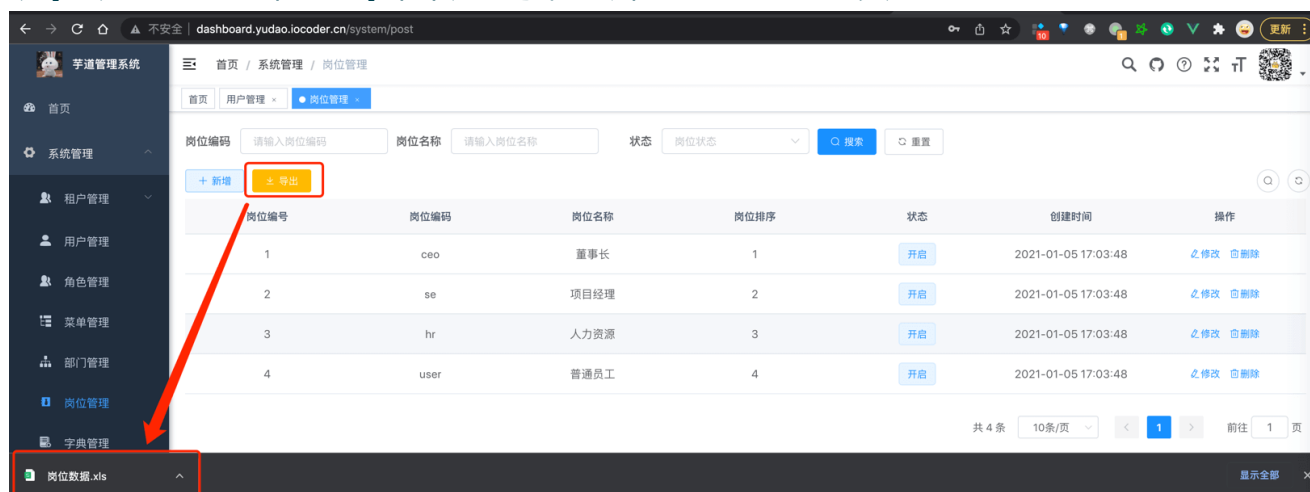 不安全 | dashboard.yudao.iocoder.cn/system/post
10
1
更新
芋道管理系统
首页 / 系统管理 / 岗位管理
首页
用户管理 ×
岗位管理 ×
首页
系统管理
租户管理
用户管理
角色管理
菜单管理
部门管理
岗位管理
字典管理
岗位编码 请输入岗位编码 岗位名称 请输入岗位名称 状态 岗位状态 搜索 重置
+ 新增 导出
岗位编号 岗位编码 岗位名称 岗位排序 状态 创建时间 操作
1 ceo 董事长 1 开启 2021-01-05 17:03:48 修改 删除
2 se 项目经理 2 开启 2021-01-05 17:03:48 修改 删除
3 hr 人力资源 3 开启 2021-01-05 17:03:48 修改 删除
4 user 普通员工 4 开启 2021-01-05 17:03:48 修改 删除
共 4 条 10条/页 < 1 > 前往 1 页
岗位数据.xls
显示全部 ×